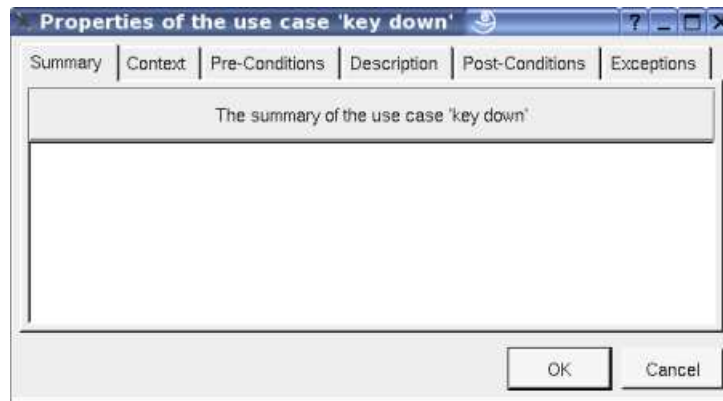 Properties of the use case 'key down'
Summary Context Pre-Conditions Description Post-Conditions Exceptions
The summary of the use case 'key down'
OK Cancel